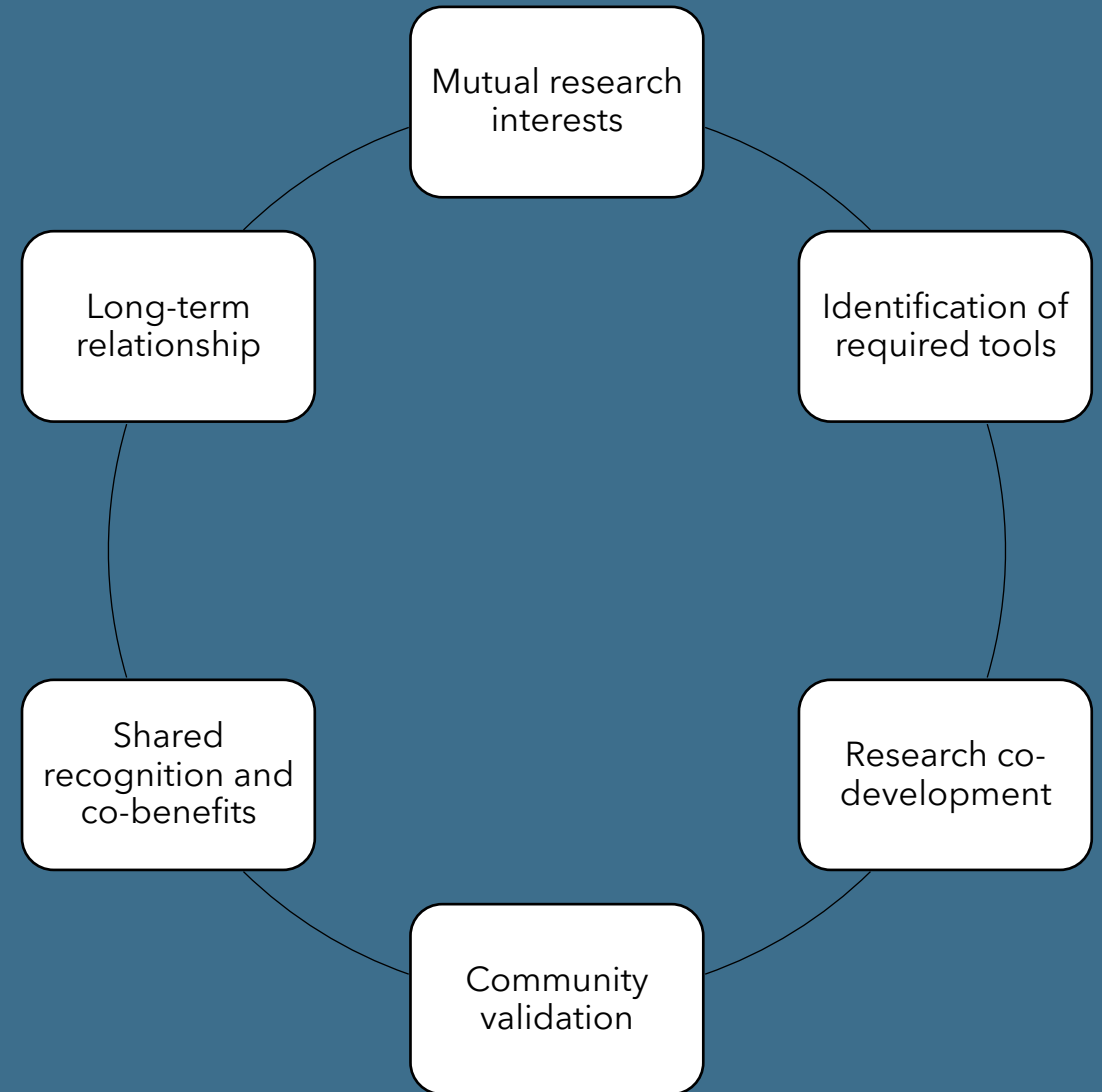 Mutual research
interests
Identification of
required tools
Research co-
development
Community
validation
Shared
recognition and
co-benefits
Long-term
relationship